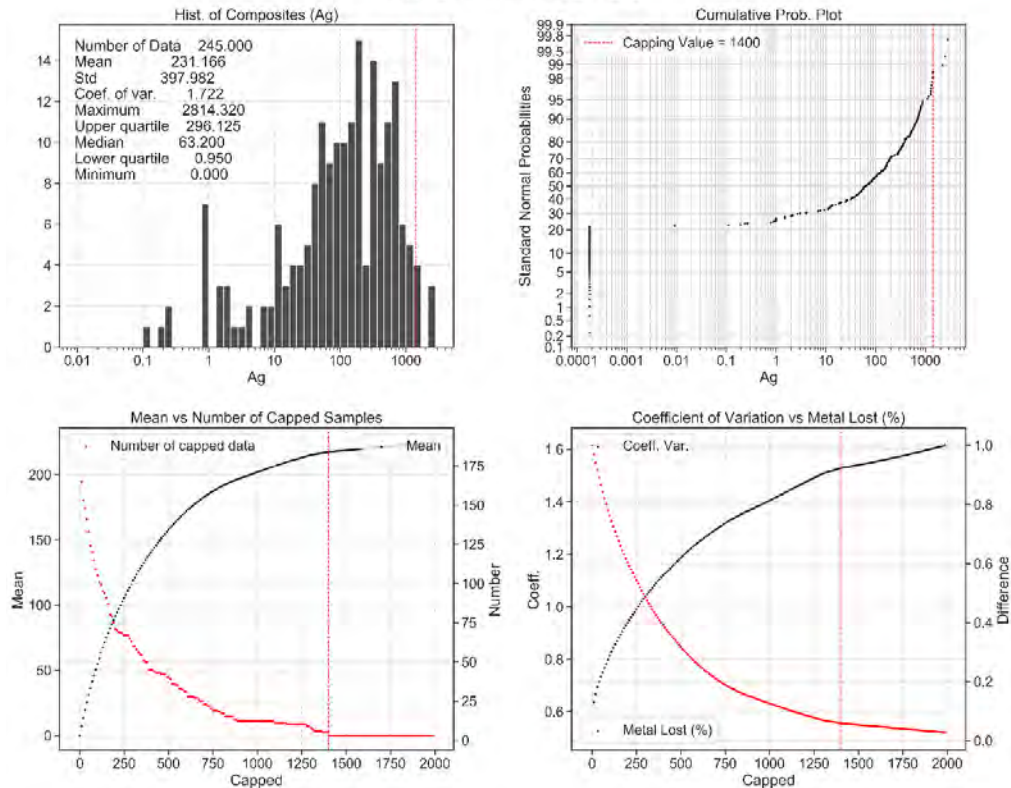 Hist. of Composites (Ag)
Number of Data 245.000
Mean 231.166
Std 397.982
Coef. of var. 1.722
Maximum 2814.320
Upper quartile 296.125
Median 63.200
Lower quartile 0.950
Minimum 0.000
14
12
10
8
6
4
2
0
0.01 0.1 1 10 100 1000
Ag
Cumulative Prob. Plot
Capping Value = 1400
Standard Normal Probabilities
99.9
99.8
99.5
99
98
95
90
80
70
60
50
40
30
20
10
5
2
1
0.5
0.2
0.1
0.0001 0.001 0.01 0.1 1 10 100 1000
Ag
Mean vs Number of Capped Samples
Number of capped data
Mean
Mean
200
150
100
50
0
Number
175
150
125
100
75
50
25
0
0 250 500 750 1000 1250 1500 1750 2000
Capped
Coefficient of Variation vs Metal Lost (%)
Coeff. Var.
Metal Lost (%)
Coeff.
1.6
1.4
1.2
1.0
0.8
0.6
Difference
1.0
0.8
0.6
0.4
0.2
0.0
0 250 500 750 1000 1250 1500 1750 2000
Capped